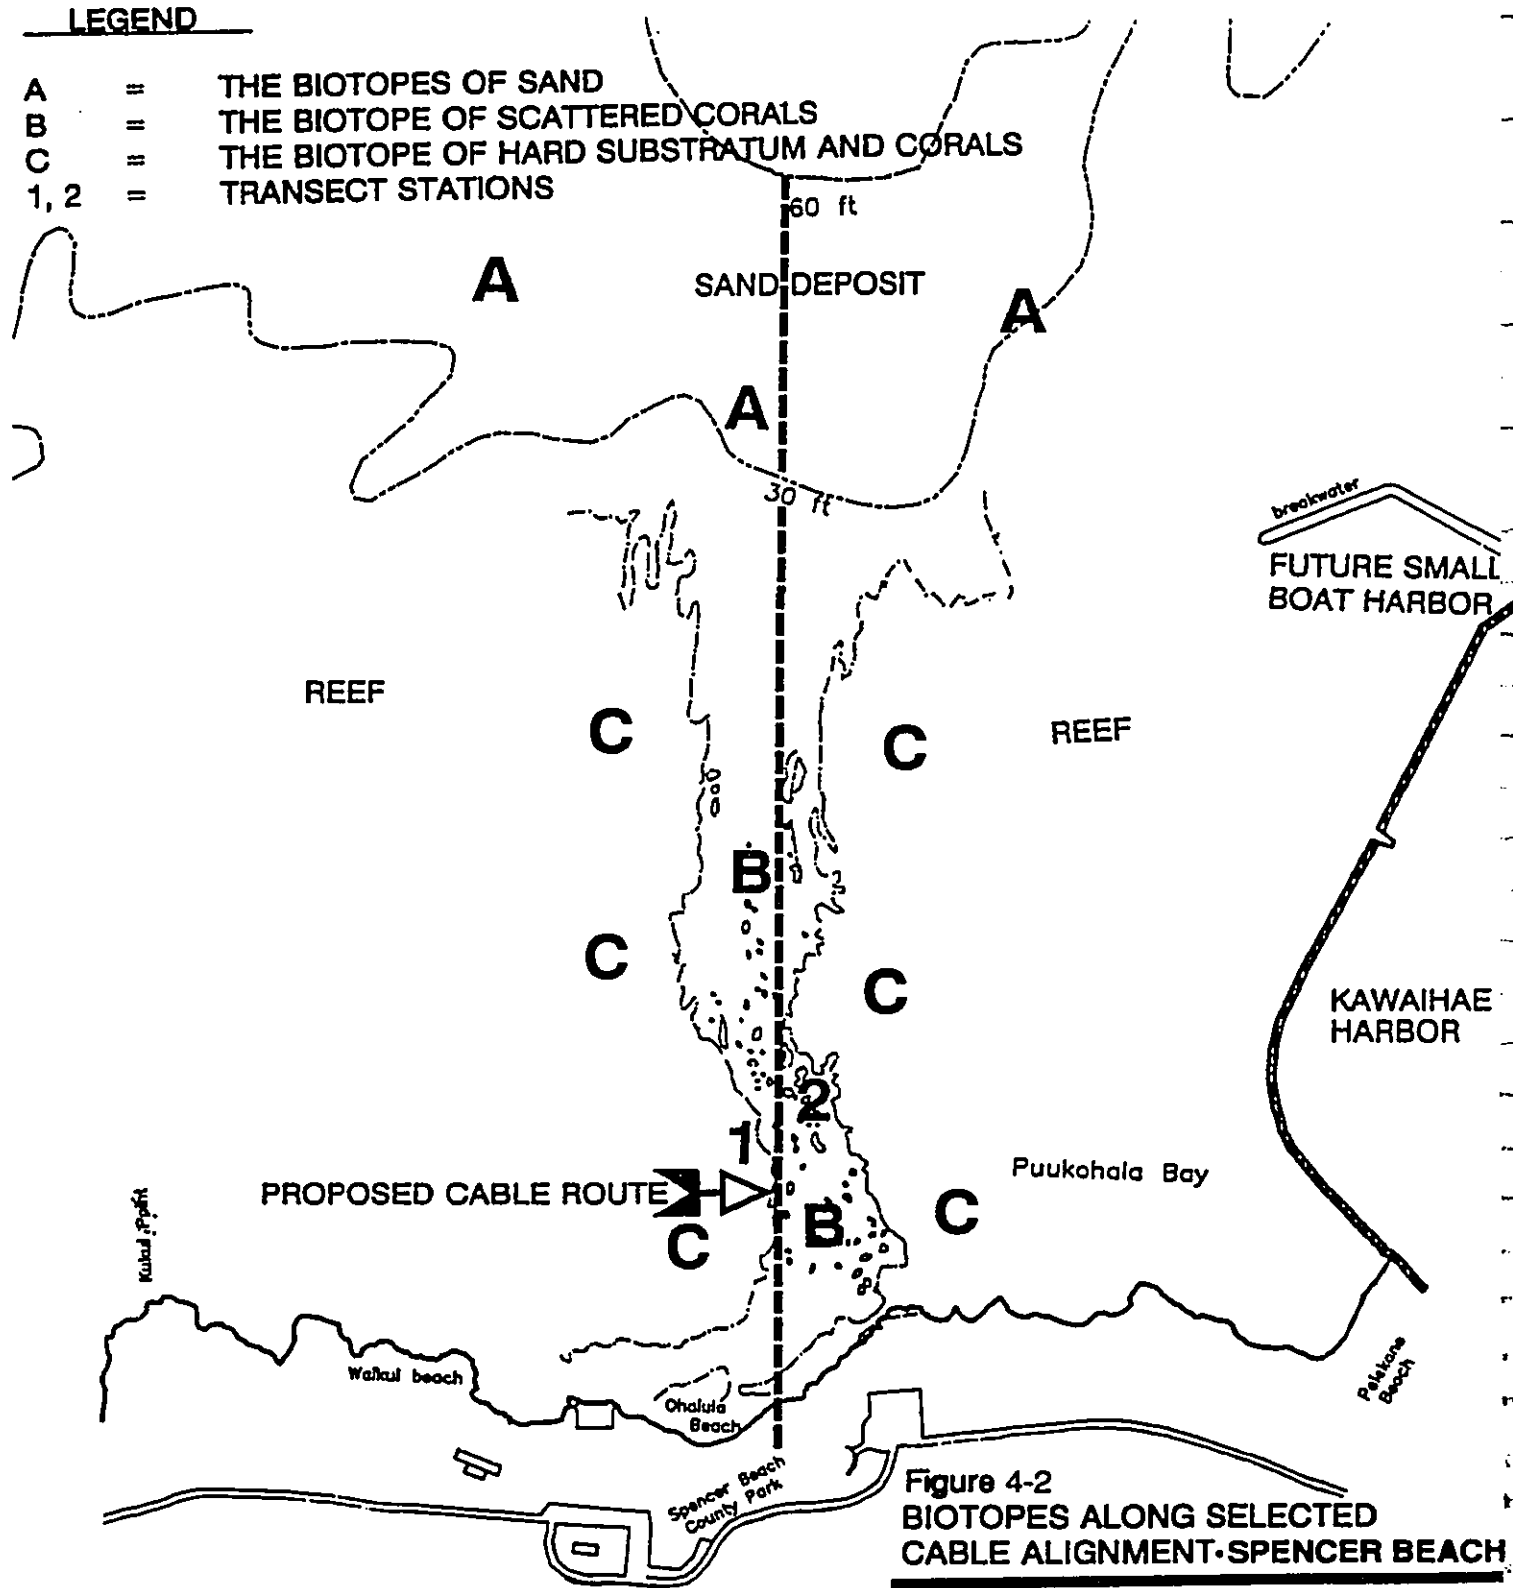 LEGEND
A = THE BIOTOPES OF SAND
B = THE BIOTOPE OF SCATTERED CORALS
C = THE BIOTOPE OF HARD SUBSTRATUM AND CORALS
1, 2 = TRANSECT STATIONS
60 ft
A
SAND DEPOSIT
A
A
30 ft
breakwater
FUTURE SMALL
BOAT HARBOR
REEF
C
C
REEF
B
C
C
KAWAIHAE
HARBOR
2
1
Puukohala Bay
PROPOSED CABLE ROUTE
C
B
C
Waikui beach
Ohalula
Beach
Pelekane
Beach
Spencer Beach
County Park
Figure 4-2
BIOTOPES ALONG SELECTED
CABLE ALIGNMENT·SPENCER BEACH